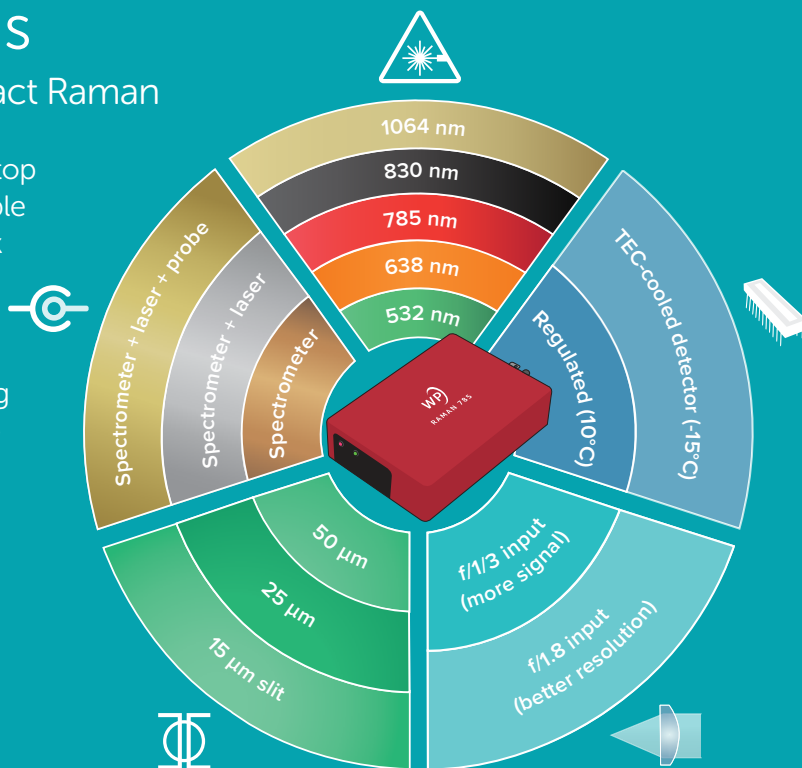 s
act Raman
top
ble
g
1064 nm
830 nm
785 nm
638 nm
532 nm
TEC-cooled detector (-15°C)
Regulated (10°C)
f/1/3 input
(more signal)
f/1.8 input
(better resolution)
50 µm
25 µm
15 µm slit
Spectrometer
Spectrometer + laser
Spectrometer + laser + probe
WP
RAMAN 785